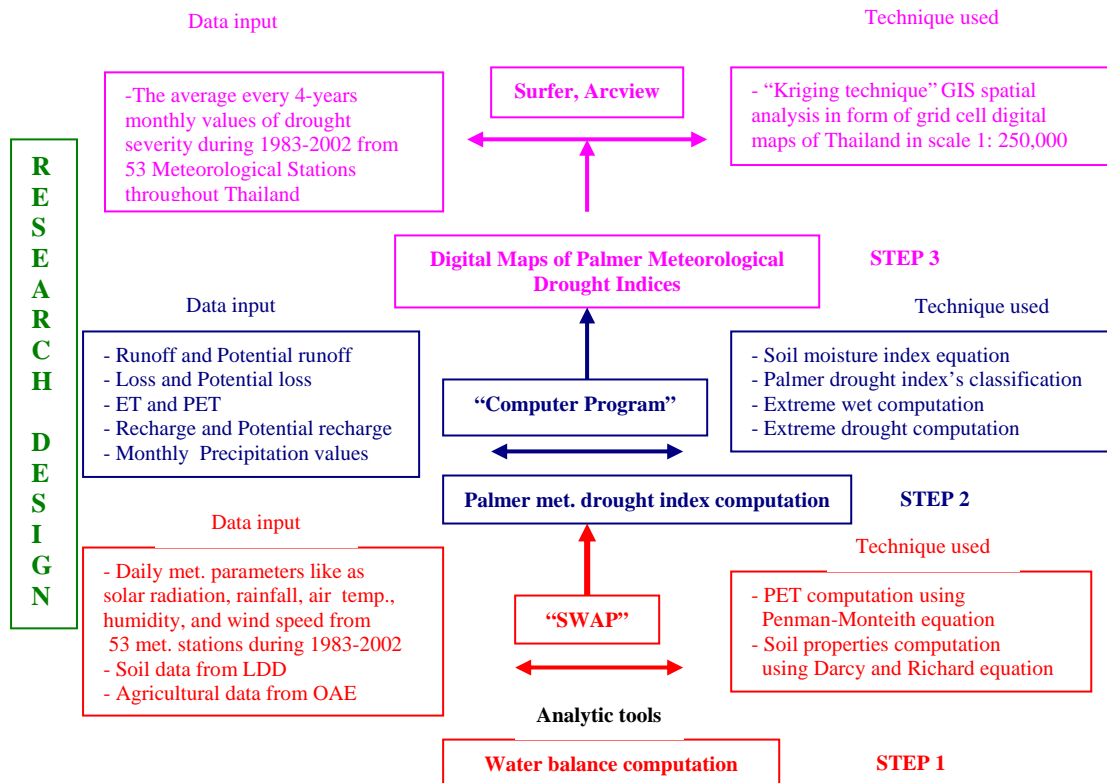 Data input
Technique used
-The average every 4-years
monthly values of drought
severity during 1983-2002 from
53 Meteorological Stations
throughout Thailand
Surfer, Arcview
- “Kriging technique” GIS spatial
analysis in form of grid cell digital
maps of Thailand in scale 1: 250,000
RESEARCH DESIGN
Digital Maps of Palmer Meteorological
Drought Indices
STEP 3
Data input
Technique used
- Runoff and Potential runoff
- Loss and Potential loss
- ET and PET
- Recharge and Potential recharge
- Monthly Precipitation values
“Computer Program”
- Soil moisture index equation
- Palmer drought index’s classification
- Extreme wet computation
- Extreme drought computation
Palmer met. drought index computation
STEP 2
Data input
Technique used
- Daily met. parameters like as
solar radiation, rainfall, air temp.,
humidity, and wind speed from
53 met. stations during 1983-2002
- Soil data from LDD
- Agricultural data from OAE
“SWAP”
- PET computation using
Penman-Monteith equation
- Soil properties computation
using Darcy and Richard equation
Analytic tools
Water balance computation
STEP 1